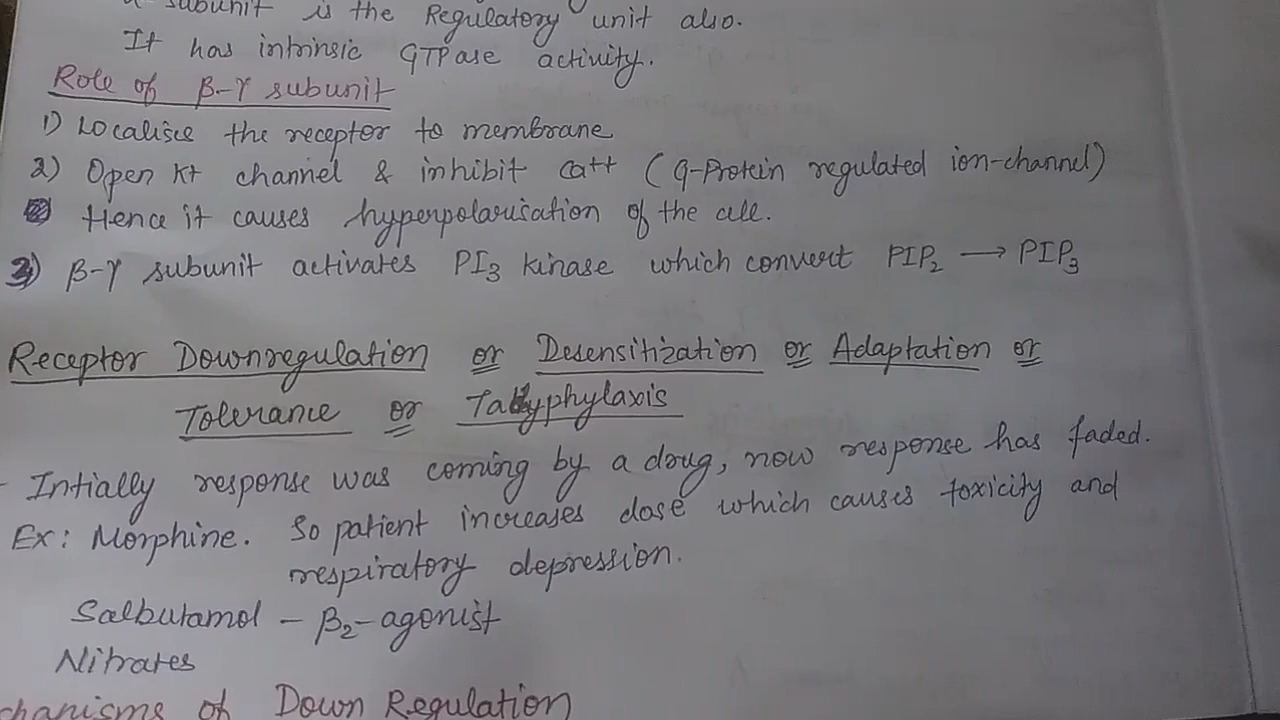 subunit is the Regulatory unit also.
It has intrinsic GTPase activity.
Role of β-γ subunit
1) Localise the receptor to membrane
2) Open K+ channel & inhibit Ca++ (G-Protein regulated ion-channel)
Hence it causes hyperpolarisation of the cell.
3) β-γ subunit activates PI3 kinase which convert PIP2 → PIP3
Receptor Downregulation or Desensitization or Adaptation or
Tolerance or Tachyphylaxis
- Intially response was coming by a drug, now response has faded.
Ex: Morphine. So patient increases dose which causes toxicity and
respiratory depression.
Salbutamol - β2-agonist
Nitrates
chanisms of Down Regulation